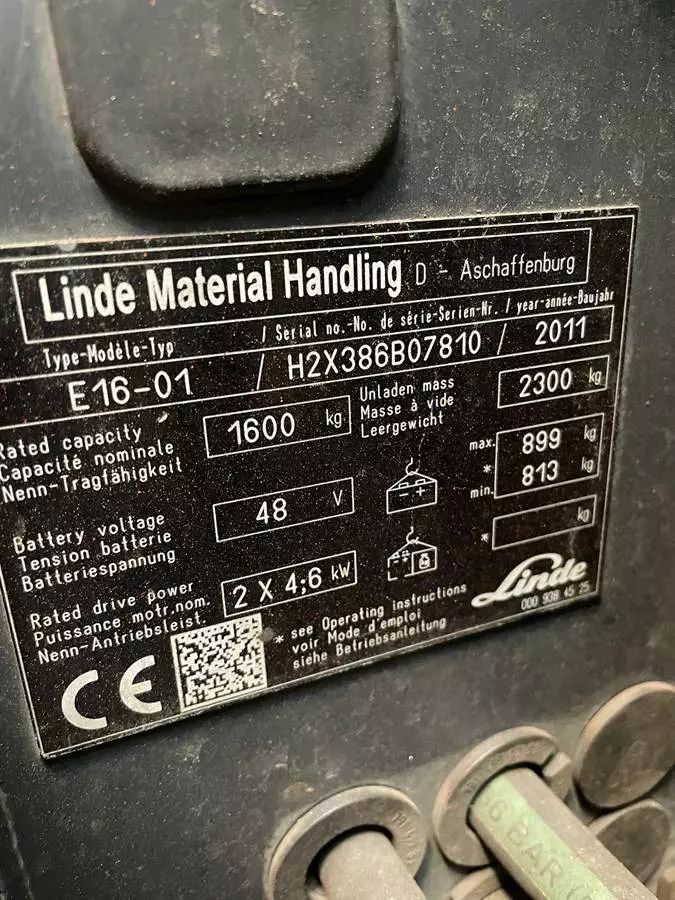 Linde Material Handling D - Aschaffenburg
Type-Modèle-Typ / Serial no.-No. de série-Serien-Nr. / year-année-Baujahr
E16-01 / H2X386B07810 / 2011
Rated capacity
Capacité nominale
Nenn-Tragfähigkeit
1600 kg
Unladen mass
Masse à vide
Leergewicht
2300 kg
max. 899 kg
*
min. 813 kg
Battery voltage
Tension batterie
Batteriespannung
48 V
- +
* kg
Rated drive power
Puissance motr.nom.
Nenn-Antriebsleist.
2 X 4;6 kW
- +
Linde
000 938 45 25
* see Operating instructions
voir Mode d'emploi
siehe Betriebsanleitung
CE
BAR